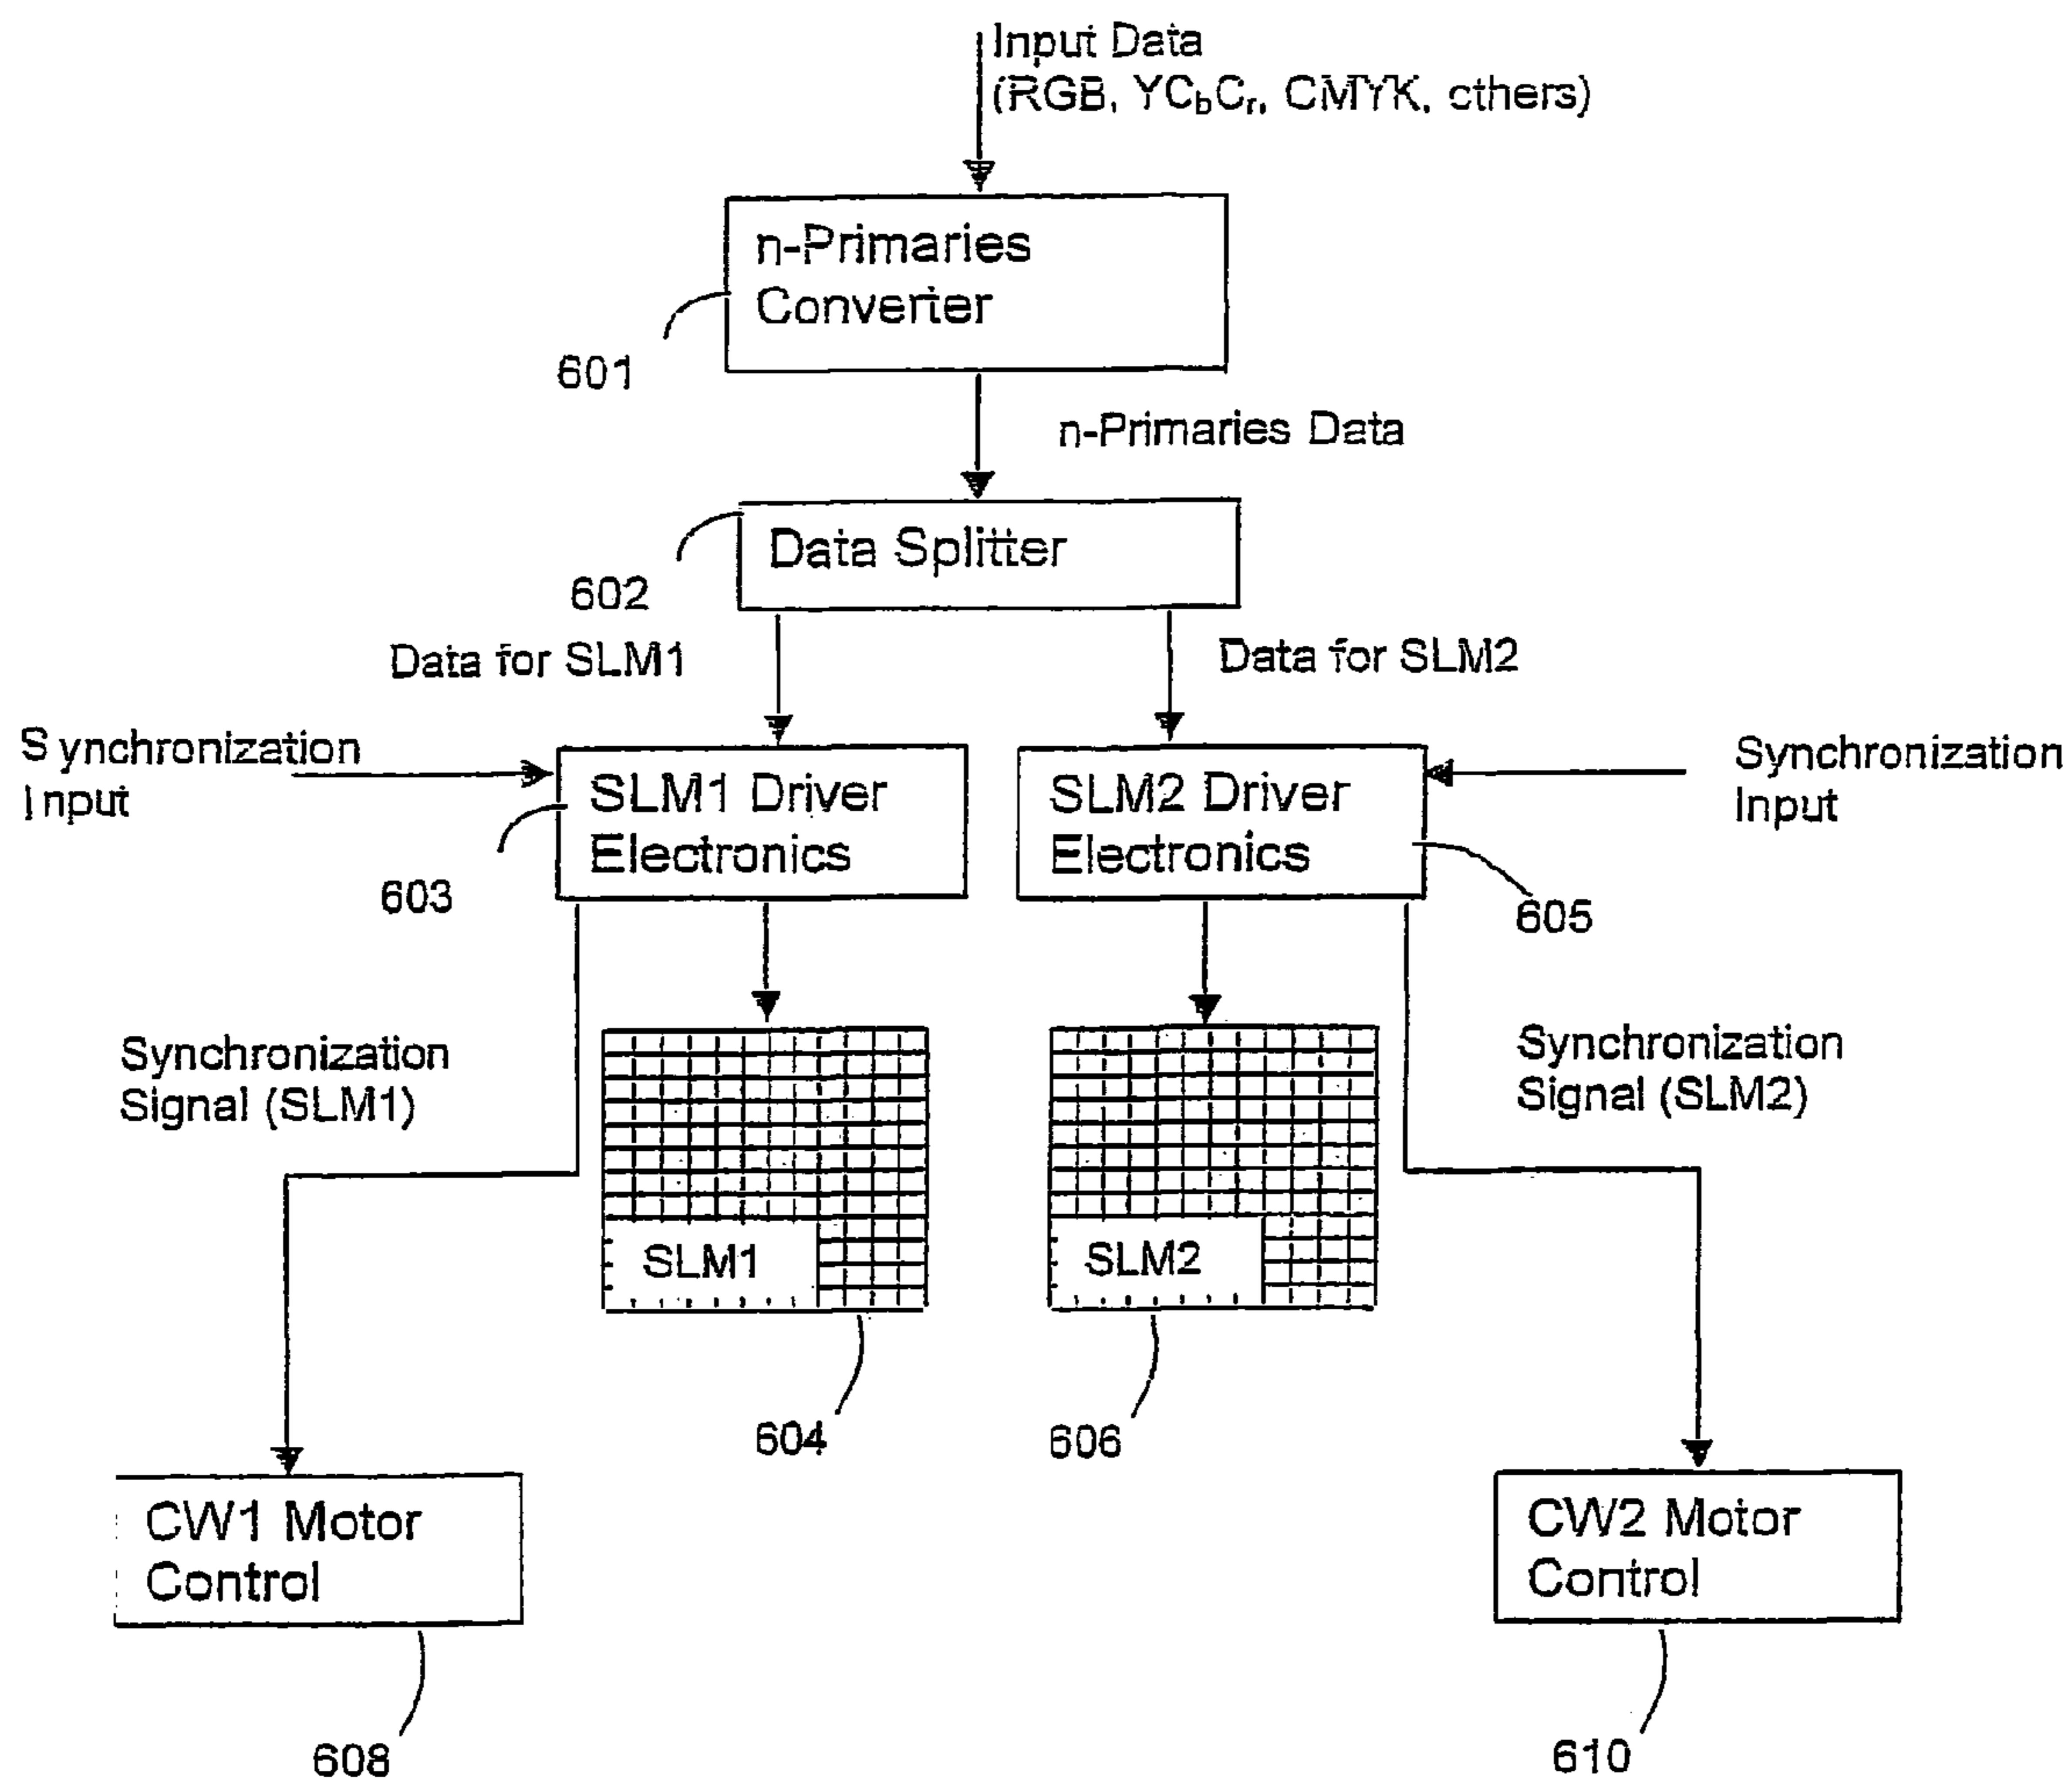 Input Data
(RGB, YCbCr, CMYK, cthers)
n-Primaries
Converter
601
n-Primaries Data
Data Splitter
602
Data for SLM1
Data for SLM2
Synchronization
Input
SLM1 Driver
Electronics
603
SLM2 Driver
Electronics
605
Synchronization
Input
Synchronization
Signal (SLM1)
Synchronization
Signal (SLM2)
SLM1
SLM2
604
606
CW1 Motor
Control
CW2 Motor
Control
608
610